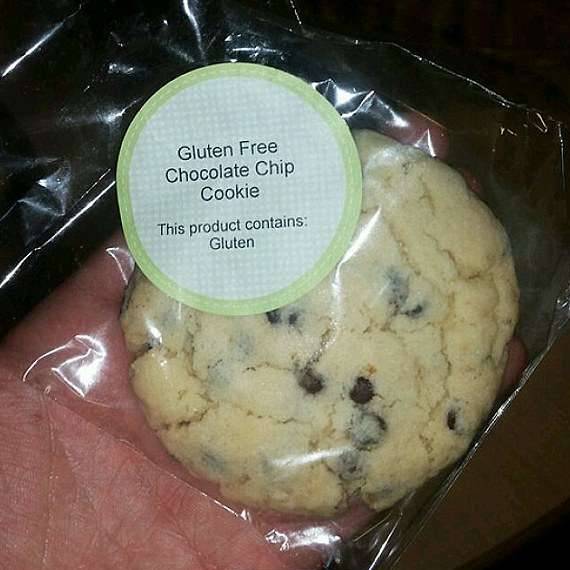 Gluten Free
Chocolate Chip
Cookie
This product contains:
Gluten